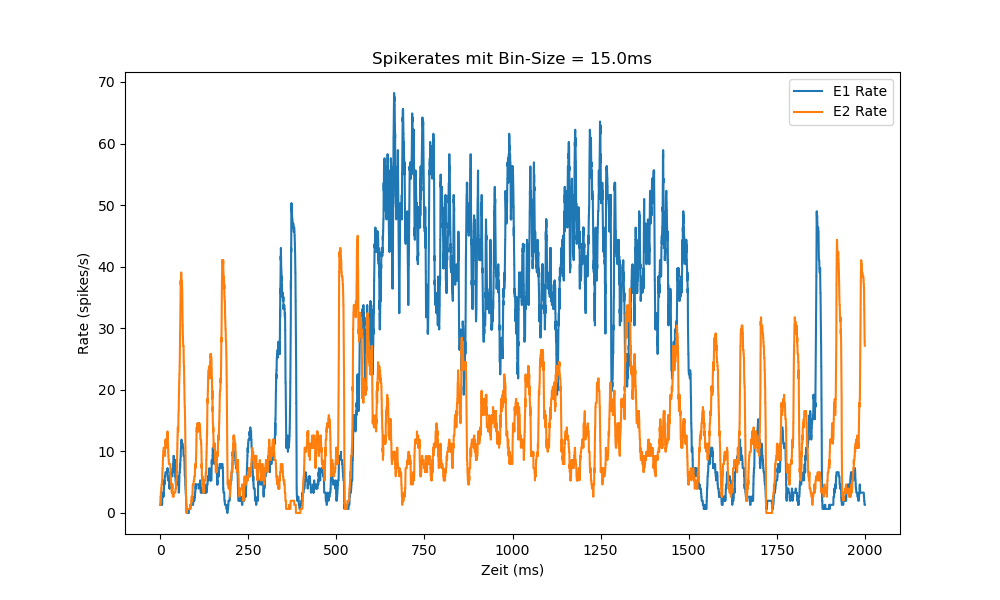 Spikerates mit Bin-Size = 15.0ms
E1 Rate
E2 Rate
Rate (spikes/s)
70
60
50
40
30
20
10
0
0 250 500 750 1000 1250 1500 1750 2000
Zeit (ms)